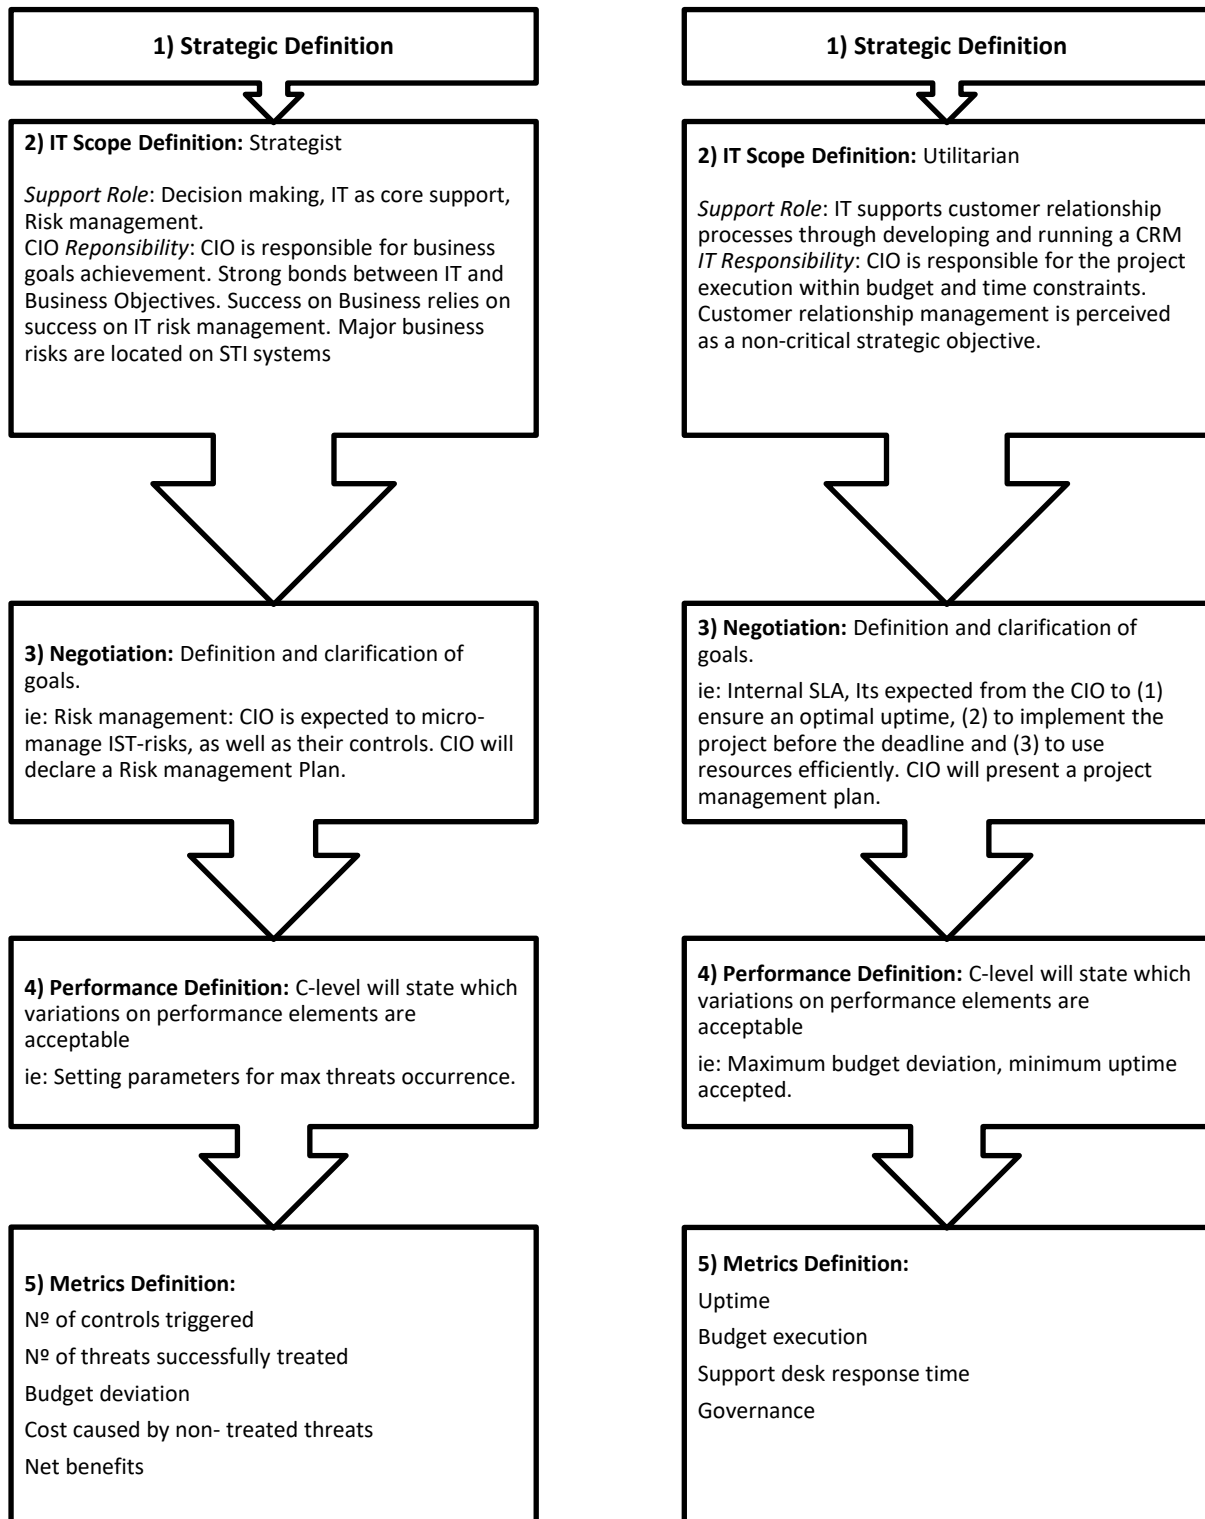 1) Strategic Definition
2) IT Scope Definition: Strategist
Support Role: Decision making, IT as core support,
Risk management.
CIO Reponsibility: CIO is responsible for business
goals achievement. Strong bonds between IT and
Business Objectives. Success on Business relies on
success on IT risk management. Major business
risks are located on STI systems
3) Negotiation: Definition and clarification of
goals.
ie: Risk management: CIO is expected to micro-
manage IST-risks, as well as their controls. CIO will
declare a Risk management Plan.
4) Performance Definition: C-level will state which
variations on performance elements are
acceptable
ie: Setting parameters for max threats occurrence.
5) Metrics Definition:
Nº of controls triggered
Nº of threats successfully treated
Budget deviation
Cost caused by non- treated threats
Net benefits
1) Strategic Definition
2) IT Scope Definition: Utilitarian
Support Role: IT supports customer relationship
processes through developing and running a CRM
IT Responsibility: CIO is responsible for the project
execution within budget and time constraints.
Customer relationship management is perceived
as a non-critical strategic objective.
3) Negotiation: Definition and clarification of
goals.
ie: Internal SLA, Its expected from the CIO to (1)
ensure an optimal uptime, (2) to implement the
project before the deadline and (3) to use
resources efficiently. CIO will present a project
management plan.
4) Performance Definition: C-level will state which
variations on performance elements are
acceptable
ie: Maximum budget deviation, minimum uptime
accepted.
5) Metrics Definition:
Uptime
Budget execution
Support desk response time
Governance